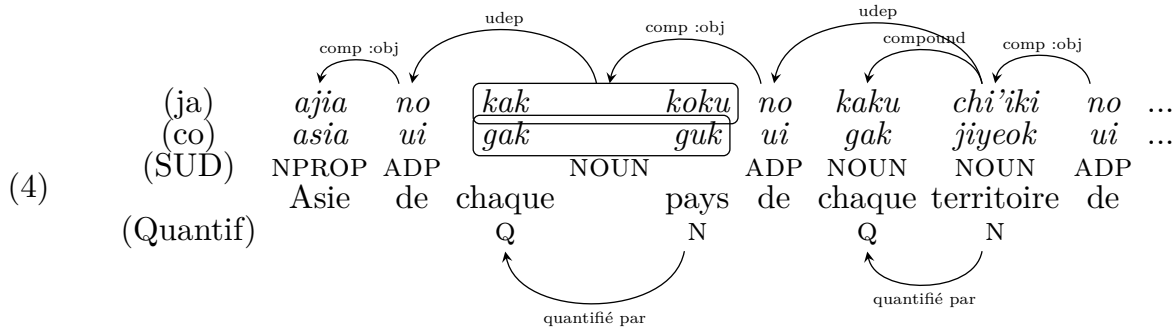 udep udep
comp :obj comp :obj compound comp :obj
(ja) ajia no kak koku no kaku chi’iki no ...
(co) asia ui gak guk ui gak jiyeok ui ...
(SUD) NPROP ADP NOUN ADP NOUN NOUN ADP
(4) Asie de chaque pays de chaque territoire de
(Quantif) Q N Q N
quantifié par
quantifié par